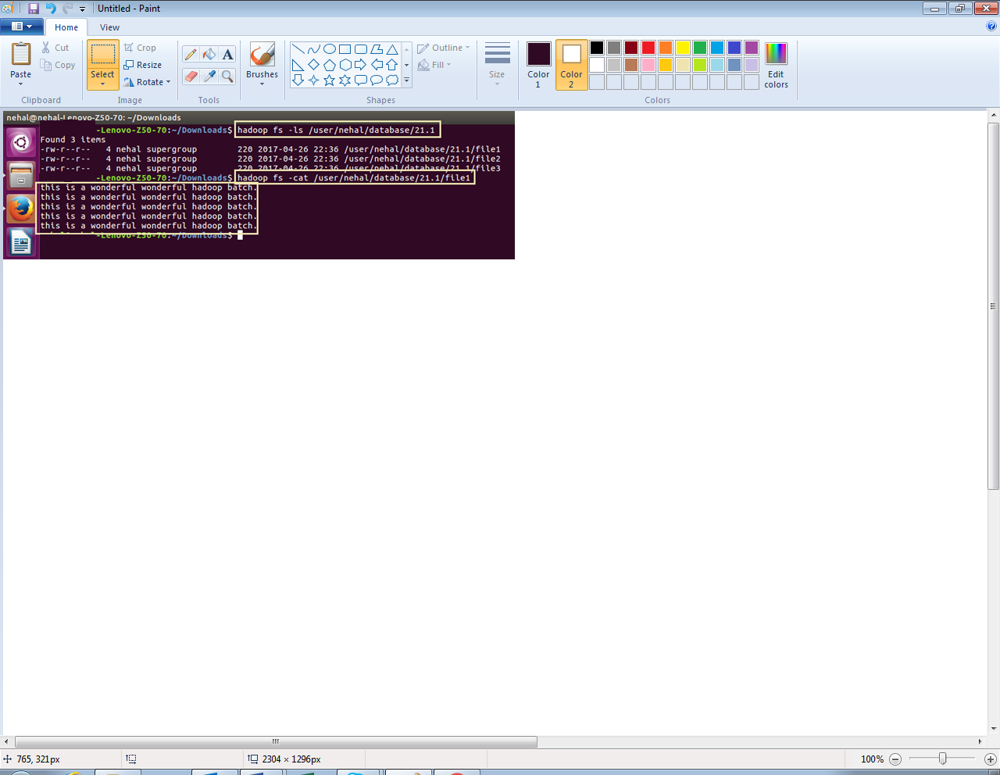 Untitled - Paint
Home View
Paste
Cut
Copy
Clipboard
Select
Crop
Resize
Rotate
Image
A
Tools
Brushes
Shapes
Outline
Fill
Size
Color 1
Color 2
Colors
Edit colors
nehal@nehal-Lenovo-Z50-70: ~/Downloads
-Lenovo-Z50-70:~/Downloads$ hadoop fs -ls /user/nehal/database/21.1
Found 3 items
-rw-r--r-- 4 nehal supergroup 220 2017-04-26 22:36 /user/nehal/database/21.1/file1
-rw-r--r-- 4 nehal supergroup 220 2017-04-26 22:36 /user/nehal/database/21.1/file2
-rw-r--r-- 4 nehal supergroup 220 2017-04-26 22:36 /user/nehal/database/21.1/file3
-Lenovo-Z50-70:~/Downloads$ hadoop fs -cat /user/nehal/database/21.1/file1
this is a wonderful wonderful hadoop batch.
this is a wonderful wonderful hadoop batch.
this is a wonderful wonderful hadoop batch.
this is a wonderful wonderful hadoop batch.
this is a wonderful wonderful hadoop batch.
-Lenovo-Z50-70:~/Downloads$
765, 321px
2304 × 1296px
100%